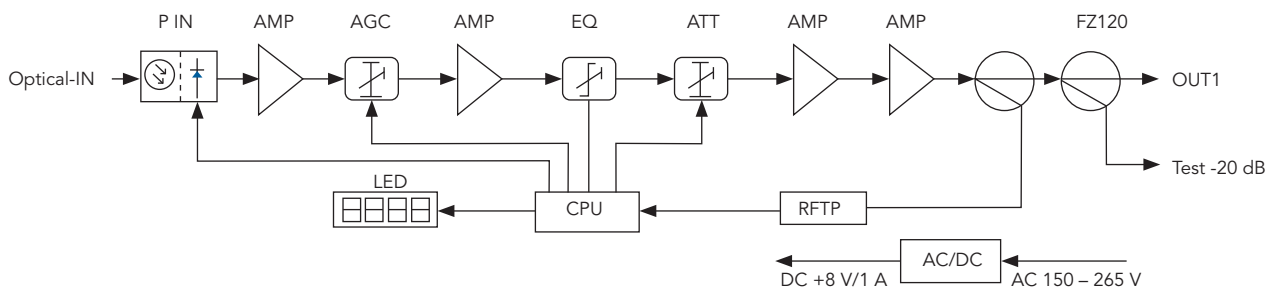 P IN AMP AGC AMP EQ ATT AMP AMP FZ120
Optical-IN
OUT1
Test -20 dB
LED
CPU
RFTP
AC/DC
DC +8 V/1 A
AC 150 – 265 V